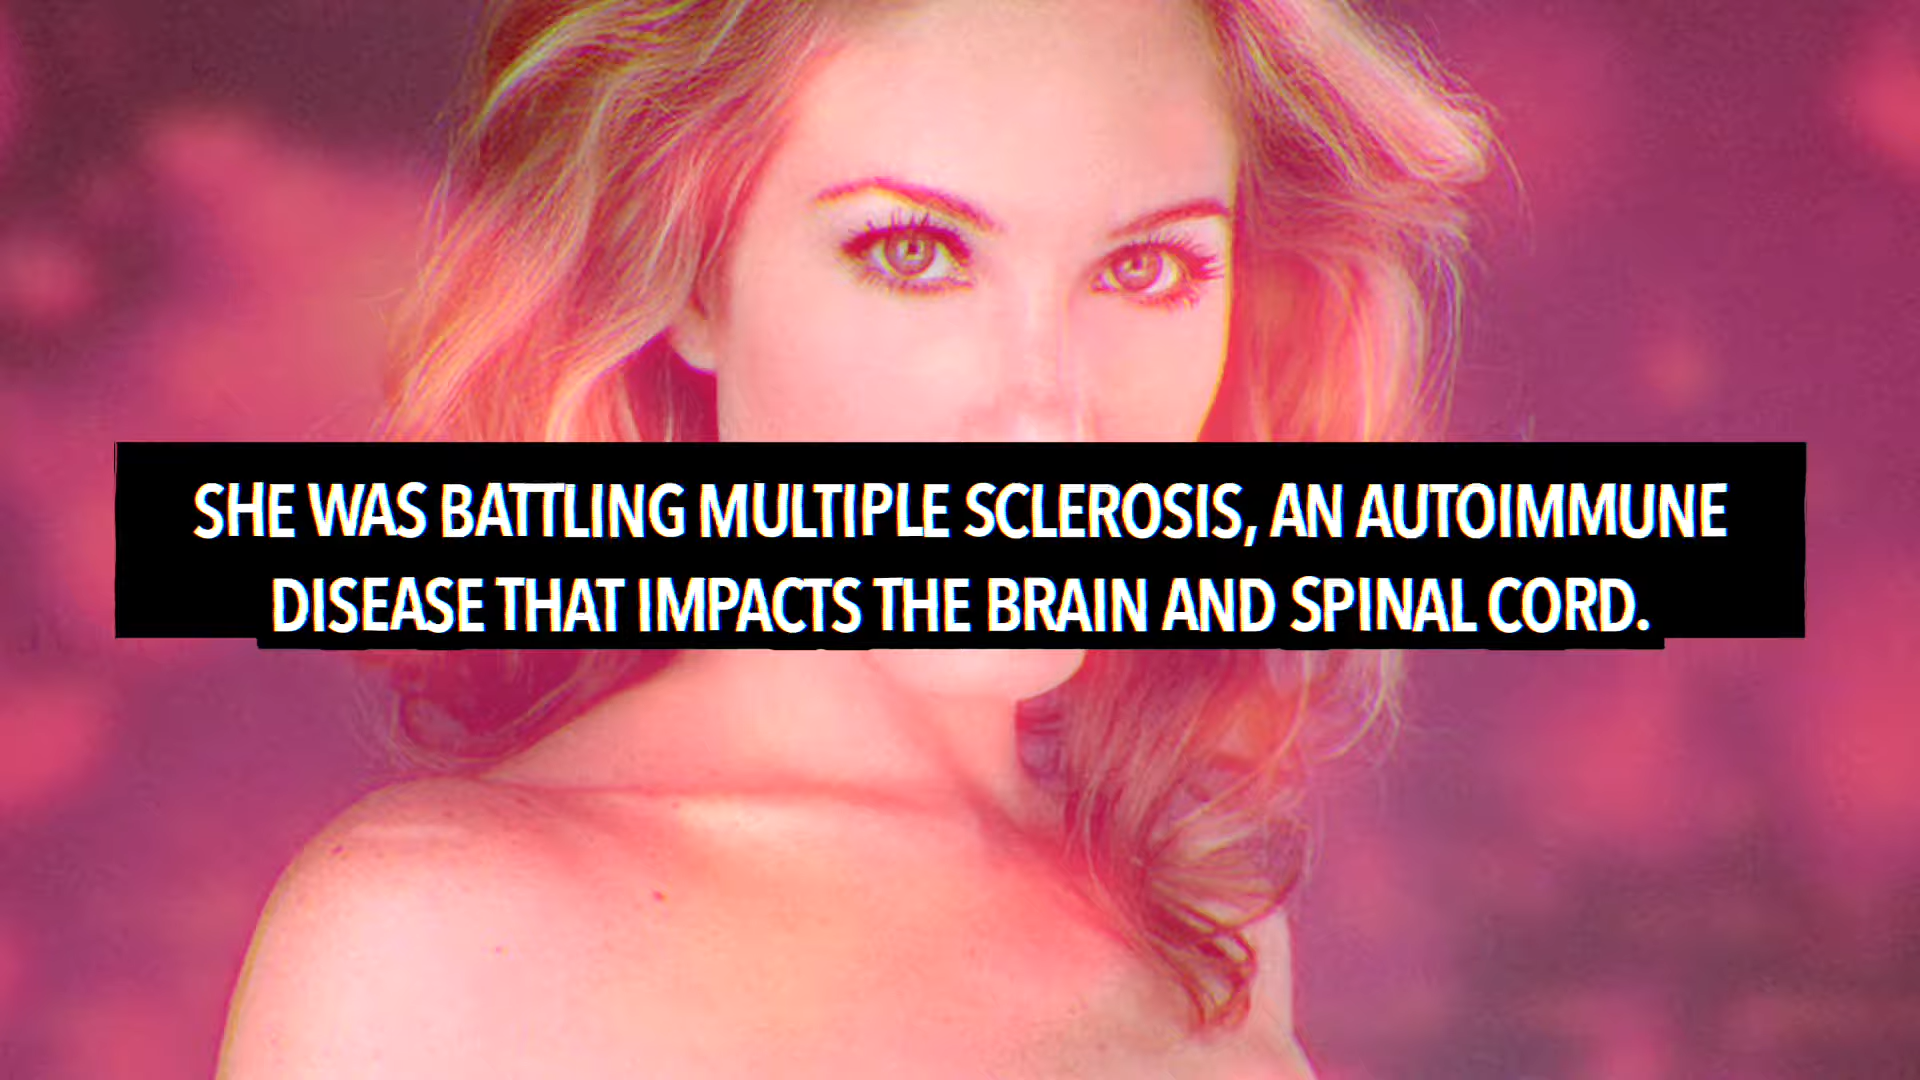 SHE WAS BATTLING MULTIPLE SCLEROSIS, AN AUTOIMMUNE
DISEASE THAT IMPACTS THE BRAIN AND SPINAL CORD.